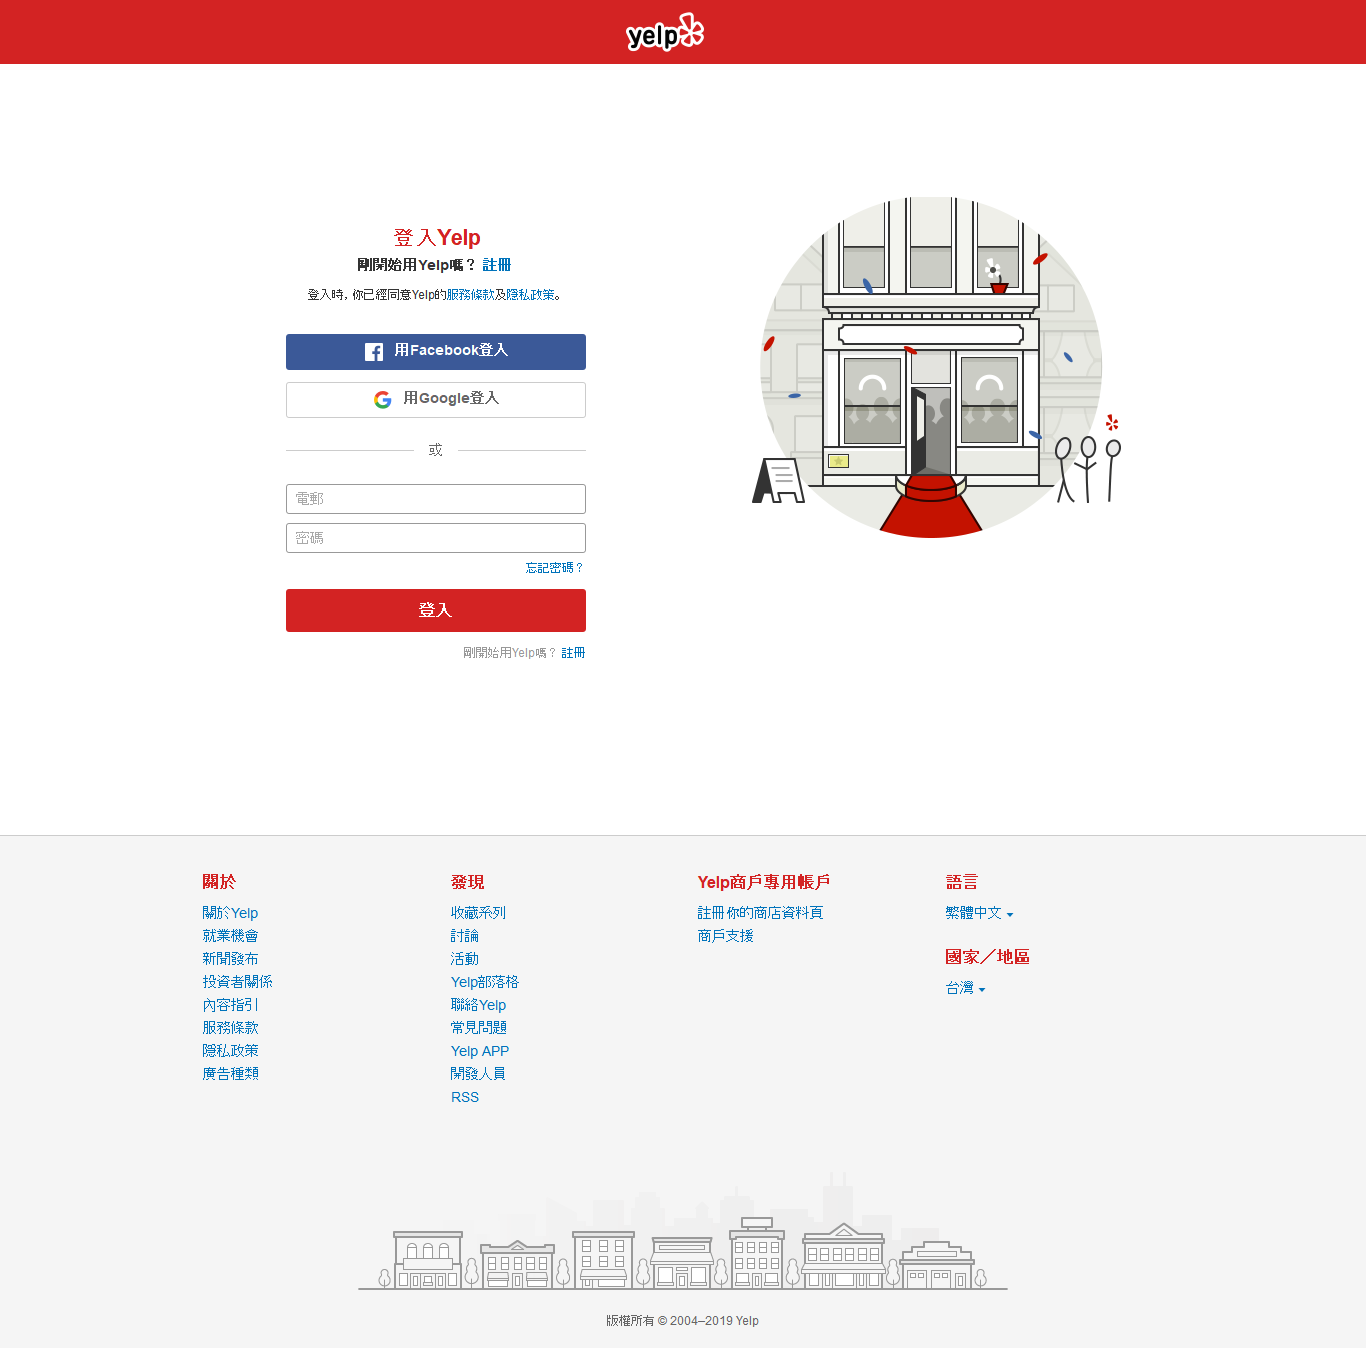 yelp
登入Yelp
剛開始用Yelp嗎？ 註冊
登入時，你已經同意Yelp的服務條款及隱私政策。
用Facebook登入
用Google登入
或
電郵
密碼
忘記密碼？
登入
剛開始用Yelp嗎？ 註冊
關於
關於Yelp
就業機會
新聞發布
投資者關係
內容指引
服務條款
隱私政策
廣告種類
發現
收藏系列
討論
活動
Yelp部落格
聯絡Yelp
常見問題
Yelp APP
開發人員
RSS
Yelp商戶專用帳戶
註冊你的商店資料頁
商戶支援
語言
繁體中文
國家／地區
台灣
版權所有 © 2004–2019 Yelp